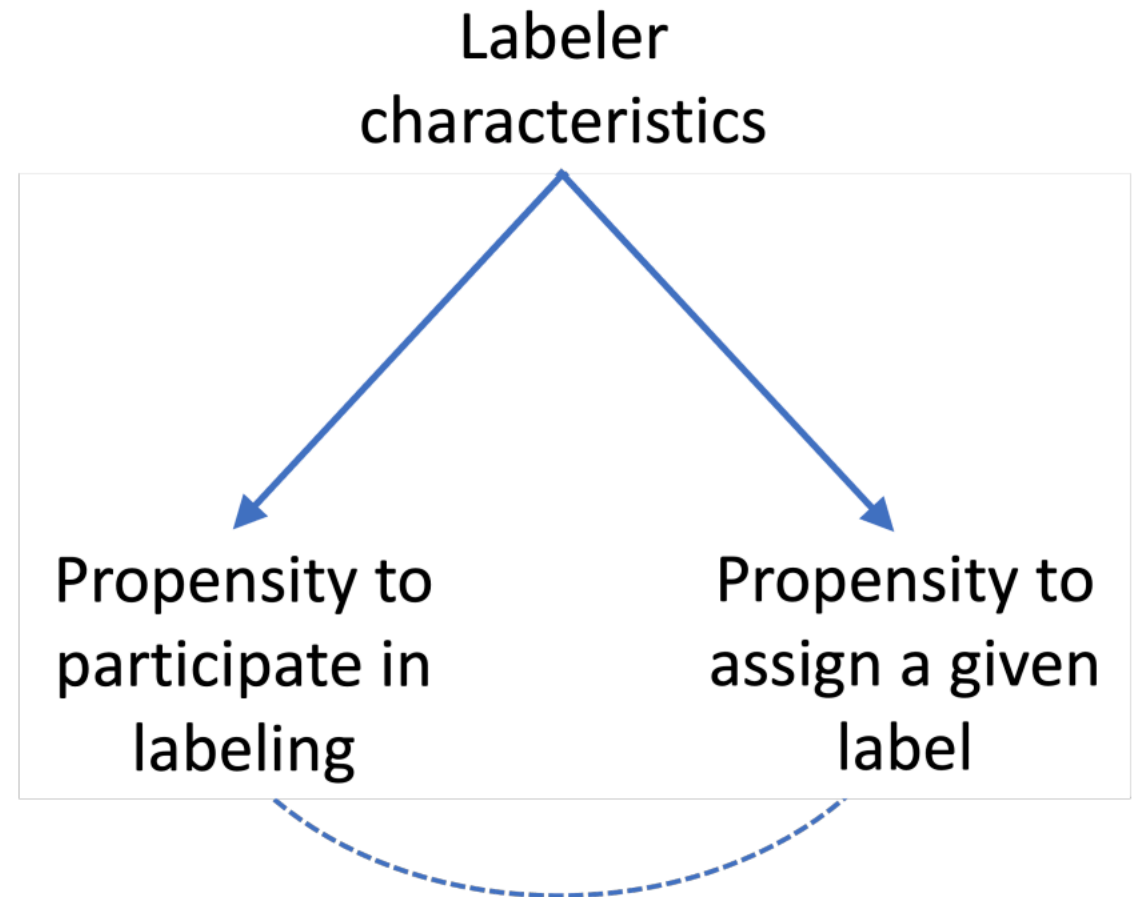 Labeler
characteristics
Propensity to
participate in
labeling
Propensity to
assign a given
label